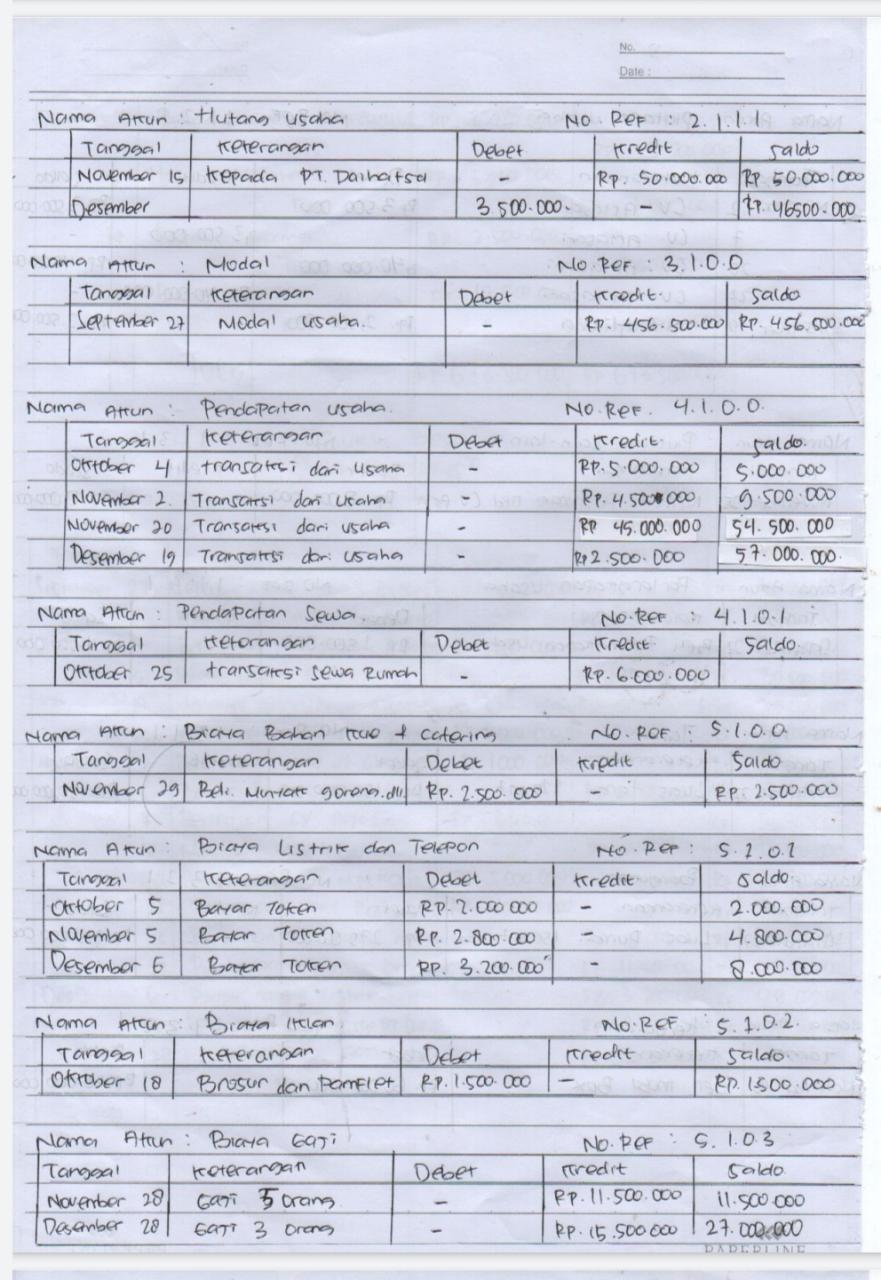 No.
Date :
Nama Akun : Hutang Usaha No Ref : 2.1.1.1
Tanggal Keterangan Debet Kredit Saldo
November 15 Kepada PT. Daihatsu - Rp. 50.000.000 Rp 50.000.000
Desember 3.500.000. - Rp. 46500.000
Nama Akun : Modal No Ref : 3.1.0.0
Tanggal Keterangan Debet Kredit Saldo
September 27 Modal Usaha. - Rp. 456.500.000 Rp. 456.500.000
Nama Akun : Pendapatan Usaha. No.Ref. 4.1.0.0.
Tanggal Keterangan Debet Kredit Saldo
Oktober 4 transaksi dari usaha - Rp. 5.000.000 5.000.000
November 2. Transaksi dari Usaha - Rp. 4.500.000 9.500.000
November 20 Transaksi dari usaha - Rp 45.000.000 54.500.000
Desember 19 Transaksi dari usaha - Rp 2.500.000 57.000.000.
Nama Akun : Pendapatan Sewa. No.Ref : 4.1.0.1
Tanggal Keterangan Debet Kredit Saldo
Oktober 25 transaksi Sewa Rumah - Rp. 6.000.000
Nama Akun : Biaya Bahan Kue + Catering No. Ref : 5.1.0.0
Tanggal Keterangan Debet Kredit Saldo
November 29 Beli Minyak goreng.dll. Rp. 2.500.000 - Rp. 2.500.000
Nama Akun : Biaya Listrik dan Telepon No. Ref : 5.1.0.1
Tanggal Keterangan Debet Kredit Saldo
Oktober 5 Bayar Token Rp. 2.000.000 - 2.000.000
November 5 Bayar Token Rp. 2.800.000 - 4.800.000
Desember 6 Bayar Token Rp. 3.200.000 - 8.000.000
Nama Akun : Biaya Iklan No.Ref : 5.1.0.2.
Tanggal Keterangan Debet Kredit Saldo
Oktober 18 Brosur dan Pamflet Rp. 1.500.000 - Rp. 1500.000
Nama Akun : Biaya Gaji No.Ref : 5.1.0.3
Tanggal Keterangan Debet Kredit Saldo
November 28 Gaji 3 Orang - Rp. 11.500.000 11.500.000
Desember 28 Gaji 3 Orang - Rp. 15.500.000 27.000.000
PAPERLINE